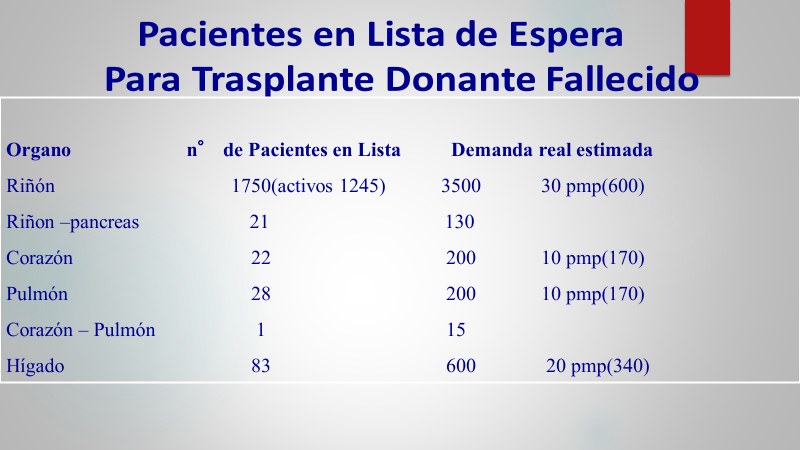 Pacientes en Lista de Espera
Para Trasplante Donante Fallecido
Organo n° de Pacientes en Lista Demanda real estimada
Riñón 1750(activos 1245) 3500 30 pmp(600)
Riñon –pancreas 21 130
Corazón 22 200 10 pmp(170)
Pulmón 28 200 10 pmp(170)
Corazón – Pulmón 1 15
Hígado 83 600 20 pmp(340)